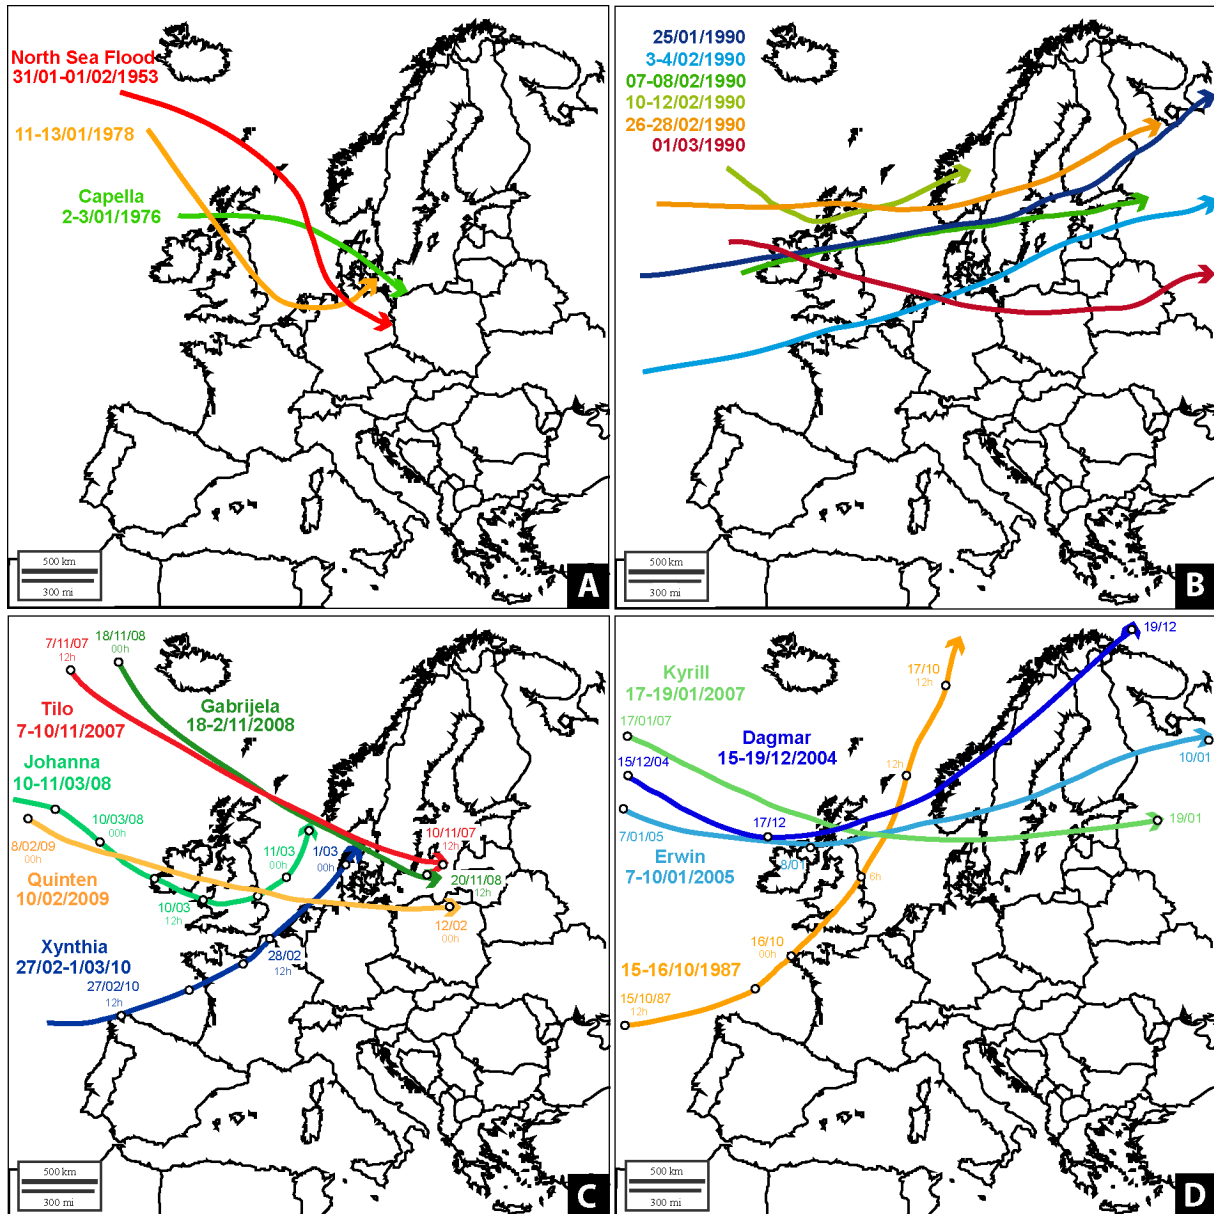 North Sea Flood
31/01-01/02/1953
11-13/01/1978
Capella
2-3/01/1976
500 km
300 mi
A
25/01/1990
3-4/02/1990
07-08/02/1990
10-12/02/1990
26-28/02/1990
01/03/1990
500 km
300 mi
B
7/11/07
12h
18/11/08
00h
Tilo
7-10/11/2007
Gabrijela
18-2/11/2008
Johanna
10-11/03/08
10/03/08
00h
8/02/09
00h
Quinten
10/02/2009
10/03
12h
11/03
00h
1/03
00h
10/11/07
12h
20/11/08
12h
12/02
00h
Xynthia
27/02-1/03/10
27/02/10
12h
28/02
12h
500 km
300 mi
C
19/12
17/10
12h
Kyrill
17-19/01/2007
17/01/07
Dagmar
15-19/12/2004
15/12/04
12h
10/01
17/12
7/01/05
8/01
Erwin
7-10/01/2005
6h
19/01
16/10
00h
15-16/10/1987
15/10/87
12h
500 km
300 mi
D